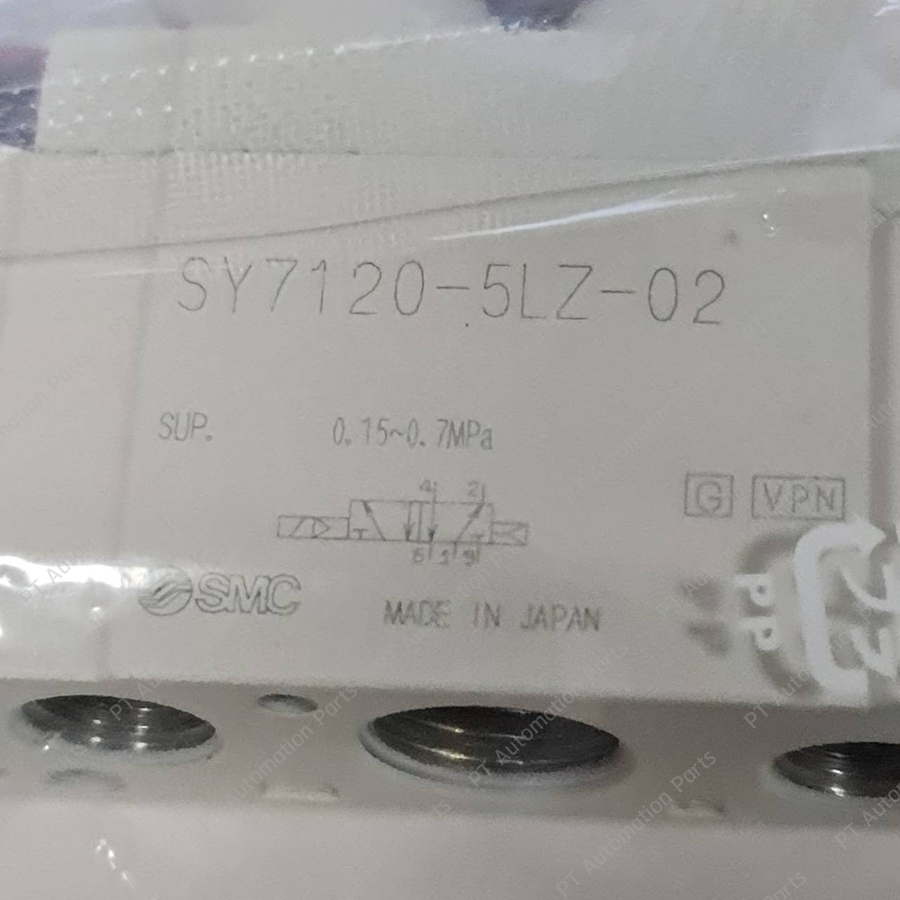 SY7120-5LZ-02
SUP. 0.15~0.7MPa
4 2
5 1 3
G VPN
SMC
MADE IN JAPAN
PP
PT Automation Parts